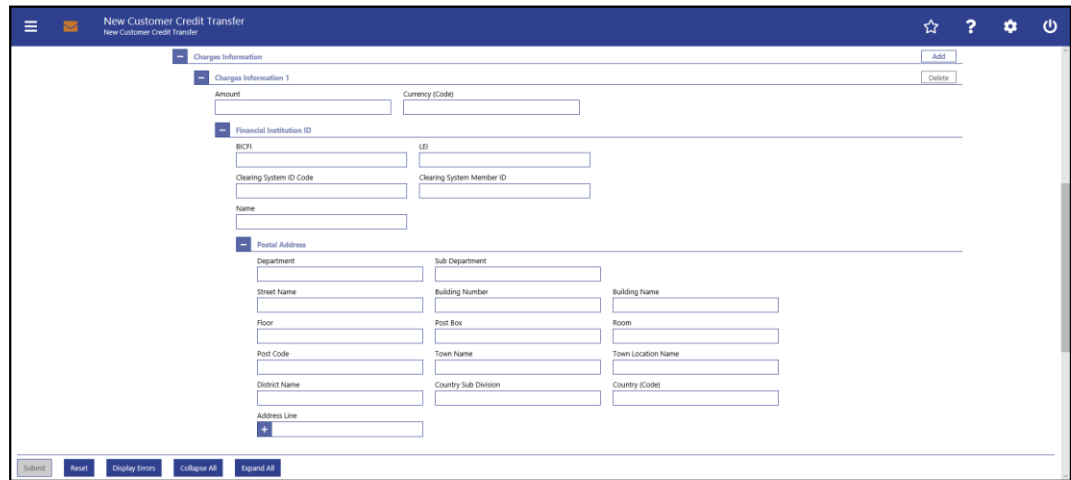 New Customer Credit Transfer
New Customer Credit Transfer
?
Charges Information Add
Charges Information 1 Delete
Amount Currency (Code)
Financial Institution ID
BICFI LEI
Clearing System ID Code Clearing System Member ID
Name
Postal Address
Department Sub Department
Street Name Building Number Building Name
Floor Post Box Room
Post Code Town Name Town Location Name
District Name Country Sub Division Country (Code)
Address Line
+
Submit Reset Display Errors Collapse All Expand All